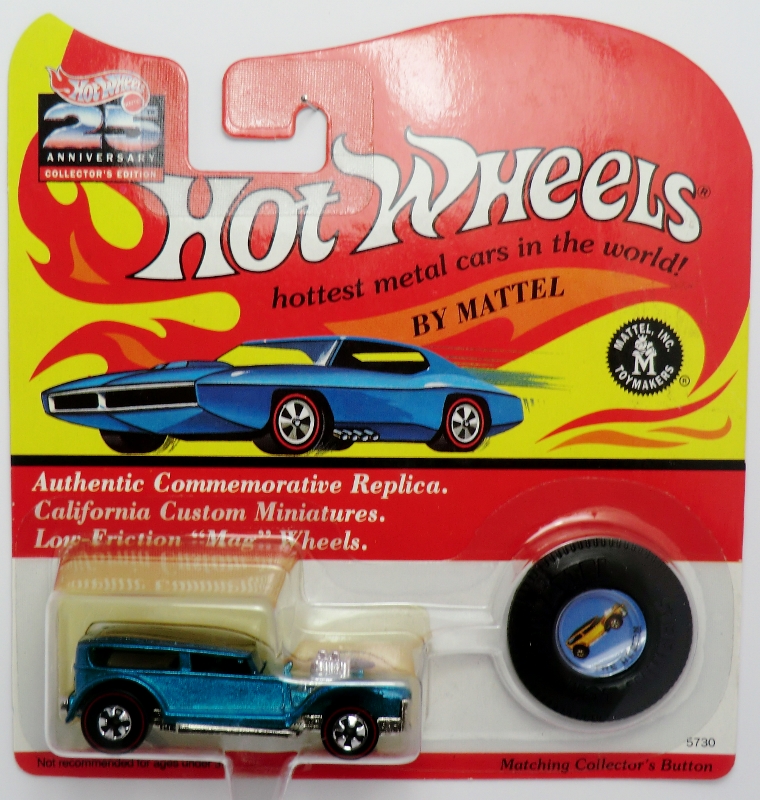 Hot Wheels
25
TM
ANNIVERSARY
COLLECTOR'S EDITION
Hot Wheels®
hottest metal cars in the world!
BY MATTEL
MATTEL, INC.
M
TOYMAKERS
®
Authentic Commemorative Replica.
California Custom Miniatures.
Low-Friction "Mag" Wheels.
5730
Not recommended for ages under 3
Matching Collector's Button